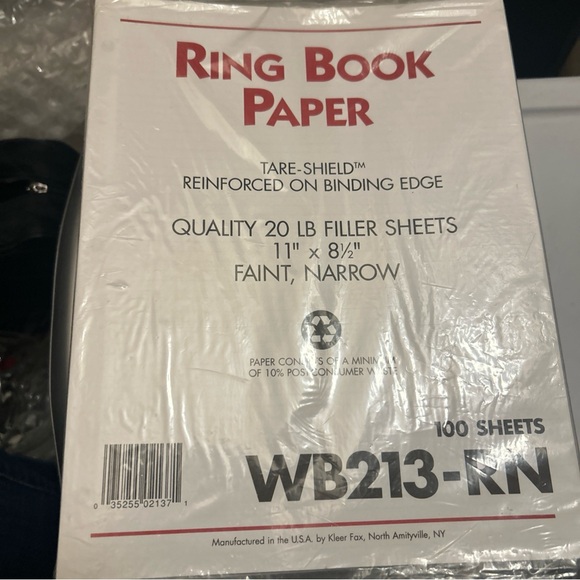 RING BOOK
PAPER
TARE-SHIELD™
REINFORCED ON BINDING EDGE
QUALITY 20 LB FILLER SHEETS
11" x 8½"
FAINT, NARROW
PAPER CONSISTS OF A MINIMUM
OF 10% POST CONSUMER WASTE
100 SHEETS
WB213-RN
0 35255 02137 1
Manufactured in the U.S.A. by Kleer Fax, North Amityville, NY